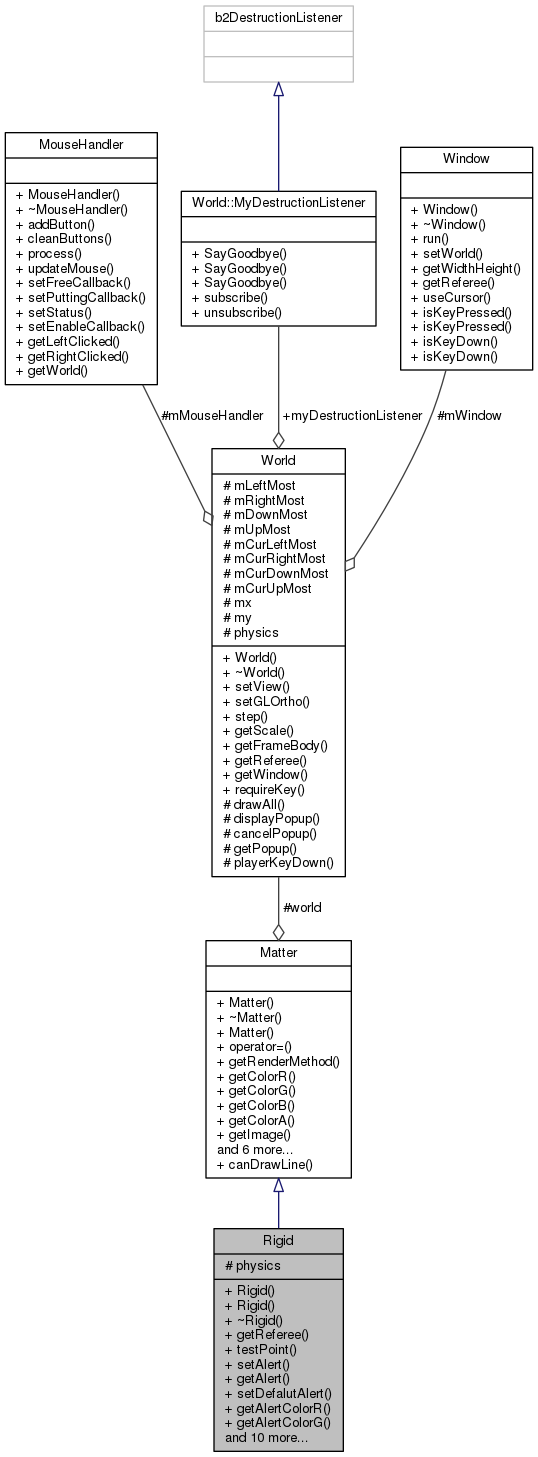 b2DestructionListener
MouseHandler
+ MouseHandler()
+ ~MouseHandler()
+ addButton()
+ cleanButtons()
+ process()
+ updateMouse()
+ setFreeCallback()
+ setPuttingCallback()
+ setStatus()
+ setEnableCallback()
+ getLeftClicked()
+ getRightClicked()
+ getWorld()
World::MyDestructionListener
+ SayGoodbye()
+ SayGoodbye()
+ SayGoodbye()
+ subscribe()
+ unsubscribe()
Window
+ Window()
+ ~Window()
+ run()
+ setWorld()
+ getWidthHeight()
+ getReferee()
+ useCursor()
+ isKeyPressed()
+ isKeyPressed()
+ isKeyDown()
+ isKeyDown()
#mMouseHandler
+myDestructionListener
#mWindow
World
# mLeftMost
# mRightMost
# mDownMost
# mUpMost
# mCurLeftMost
# mCurRightMost
# mCurDownMost
# mCurUpMost
# mx
# my
# physics
+ World()
+ ~World()
+ setView()
+ setGLOrtho()
+ step()
+ getScale()
+ getFrameBody()
+ getReferee()
+ getWindow()
+ requireKey()
# drawAll()
# displayPopup()
# cancelPopup()
# getPopup()
# playerKeyDown()
#world
Matter
+ Matter()
+ ~Matter()
+ Matter()
+ operator=()
+ getRenderMethod()
+ getColorR()
+ getColorG()
+ getColorB()
+ getColorA()
+ getImage()
and 6 more...
+ canDrawLine()
Rigid
# physics
+ Rigid()
+ Rigid()
+ ~Rigid()
+ getReferee()
+ testPoint()
+ setAlert()
+ getAlert()
+ setDefalutAlert()
+ getAlertColorR()
+ getAlertColorG()
and 10 more...